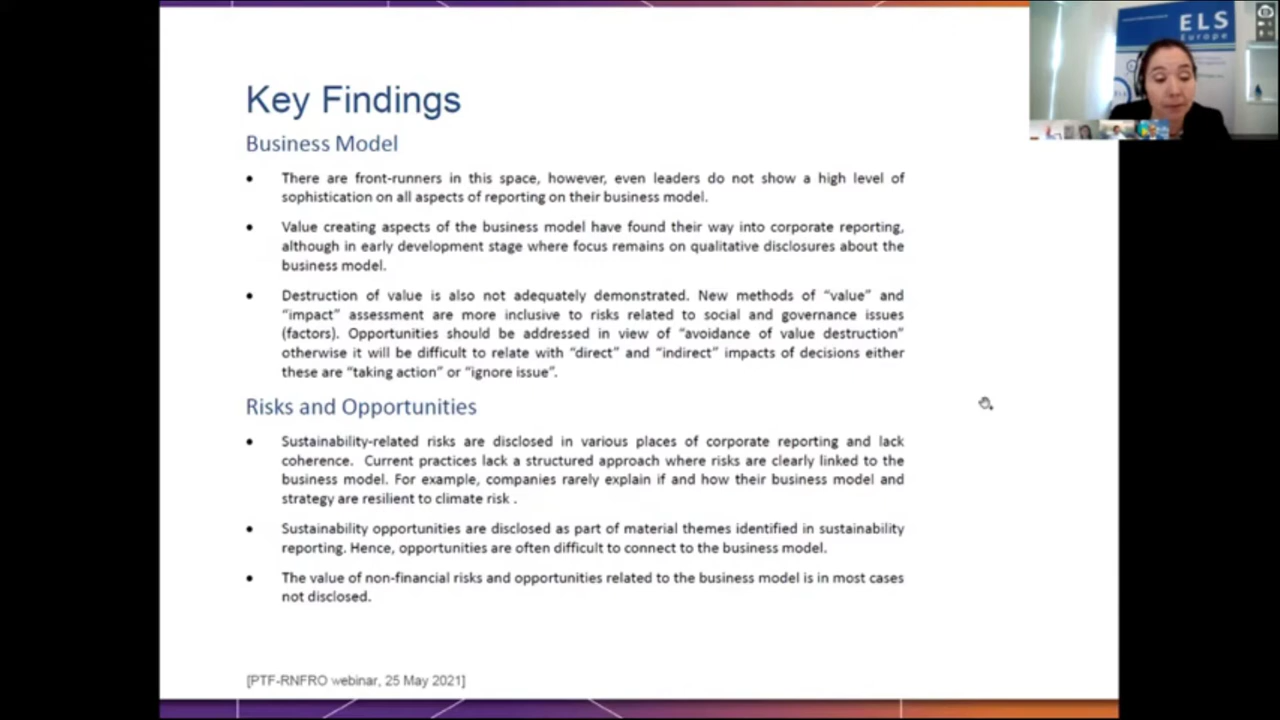 Key Findings
Business Model
• There are front-runners in this space, however, even leaders do not show a high level of
sophistication on all aspects of reporting on their business model.
• Value creating aspects of the business model have found their way into corporate reporting,
although in early development stage where focus remains on qualitative disclosures about the
business model.
• Destruction of value is also not adequately demonstrated. New methods of “value” and
“impact” assessment are more inclusive to risks related to social and governance issues
(factors). Opportunities should be addressed in view of “avoidance of value destruction”
otherwise it will be difficult to relate with “direct” and “indirect” impacts of decisions either
these are “taking action” or “ignore issue”.
Risks and Opportunities
• Sustainability-related risks are disclosed in various places of corporate reporting and lack
coherence. Current practices lack a structured approach where risks are clearly linked to the
business model. For example, companies rarely explain if and how their business model and
strategy are resilient to climate risk .
• Sustainability opportunities are disclosed as part of material themes identified in sustainability
reporting. Hence, opportunities are often difficult to connect to the business model.
• The value of non-financial risks and opportunities related to the business model is in most cases
not disclosed.
[PTF-RNFRO webinar, 25 May 2021]
ELS
Europe